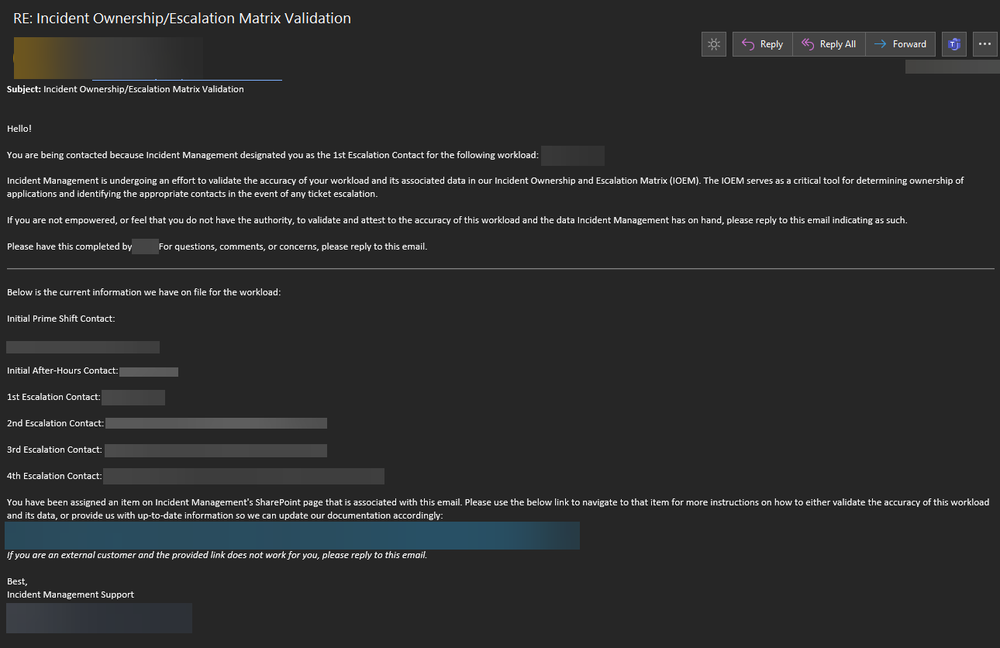 RE: Incident Ownership/Escalation Matrix Validation
Reply
Reply All
Forward
Subject: Incident Ownership/Escalation Matrix Validation
Hello!
You are being contacted because Incident Management designated you as the 1st Escalation Contact for the following workload:
Incident Management is undergoing an effort to validate the accuracy of your workload and its associated data in our Incident Ownership and Escalation Matrix (IOEM). The IOEM serves as a critical tool for determining ownership of
applications and identifying the appropriate contacts in the event of any ticket escalation.
If you are not empowered, or feel that you do not have the authority, to validate and attest to the accuracy of this workload and the data Incident Management has on hand, please reply to this email indicating as such.
Please have this completed by For questions, comments, or concerns, please reply to this email.
Below is the current information we have on file for the workload:
Initial Prime Shift Contact:
Initial After-Hours Contact:
1st Escalation Contact:
2nd Escalation Contact:
3rd Escalation Contact:
4th Escalation Contact:
You have been assigned an item on Incident Management's SharePoint page that is associated with this email. Please use the below link to navigate to that item for more instructions on how to either validate the accuracy of this workload
and its data, or provide us with up-to-date information so we can update our documentation accordingly:
If you are an external customer and the provided link does not work for you, please reply to this email.
Best,
Incident Management Support